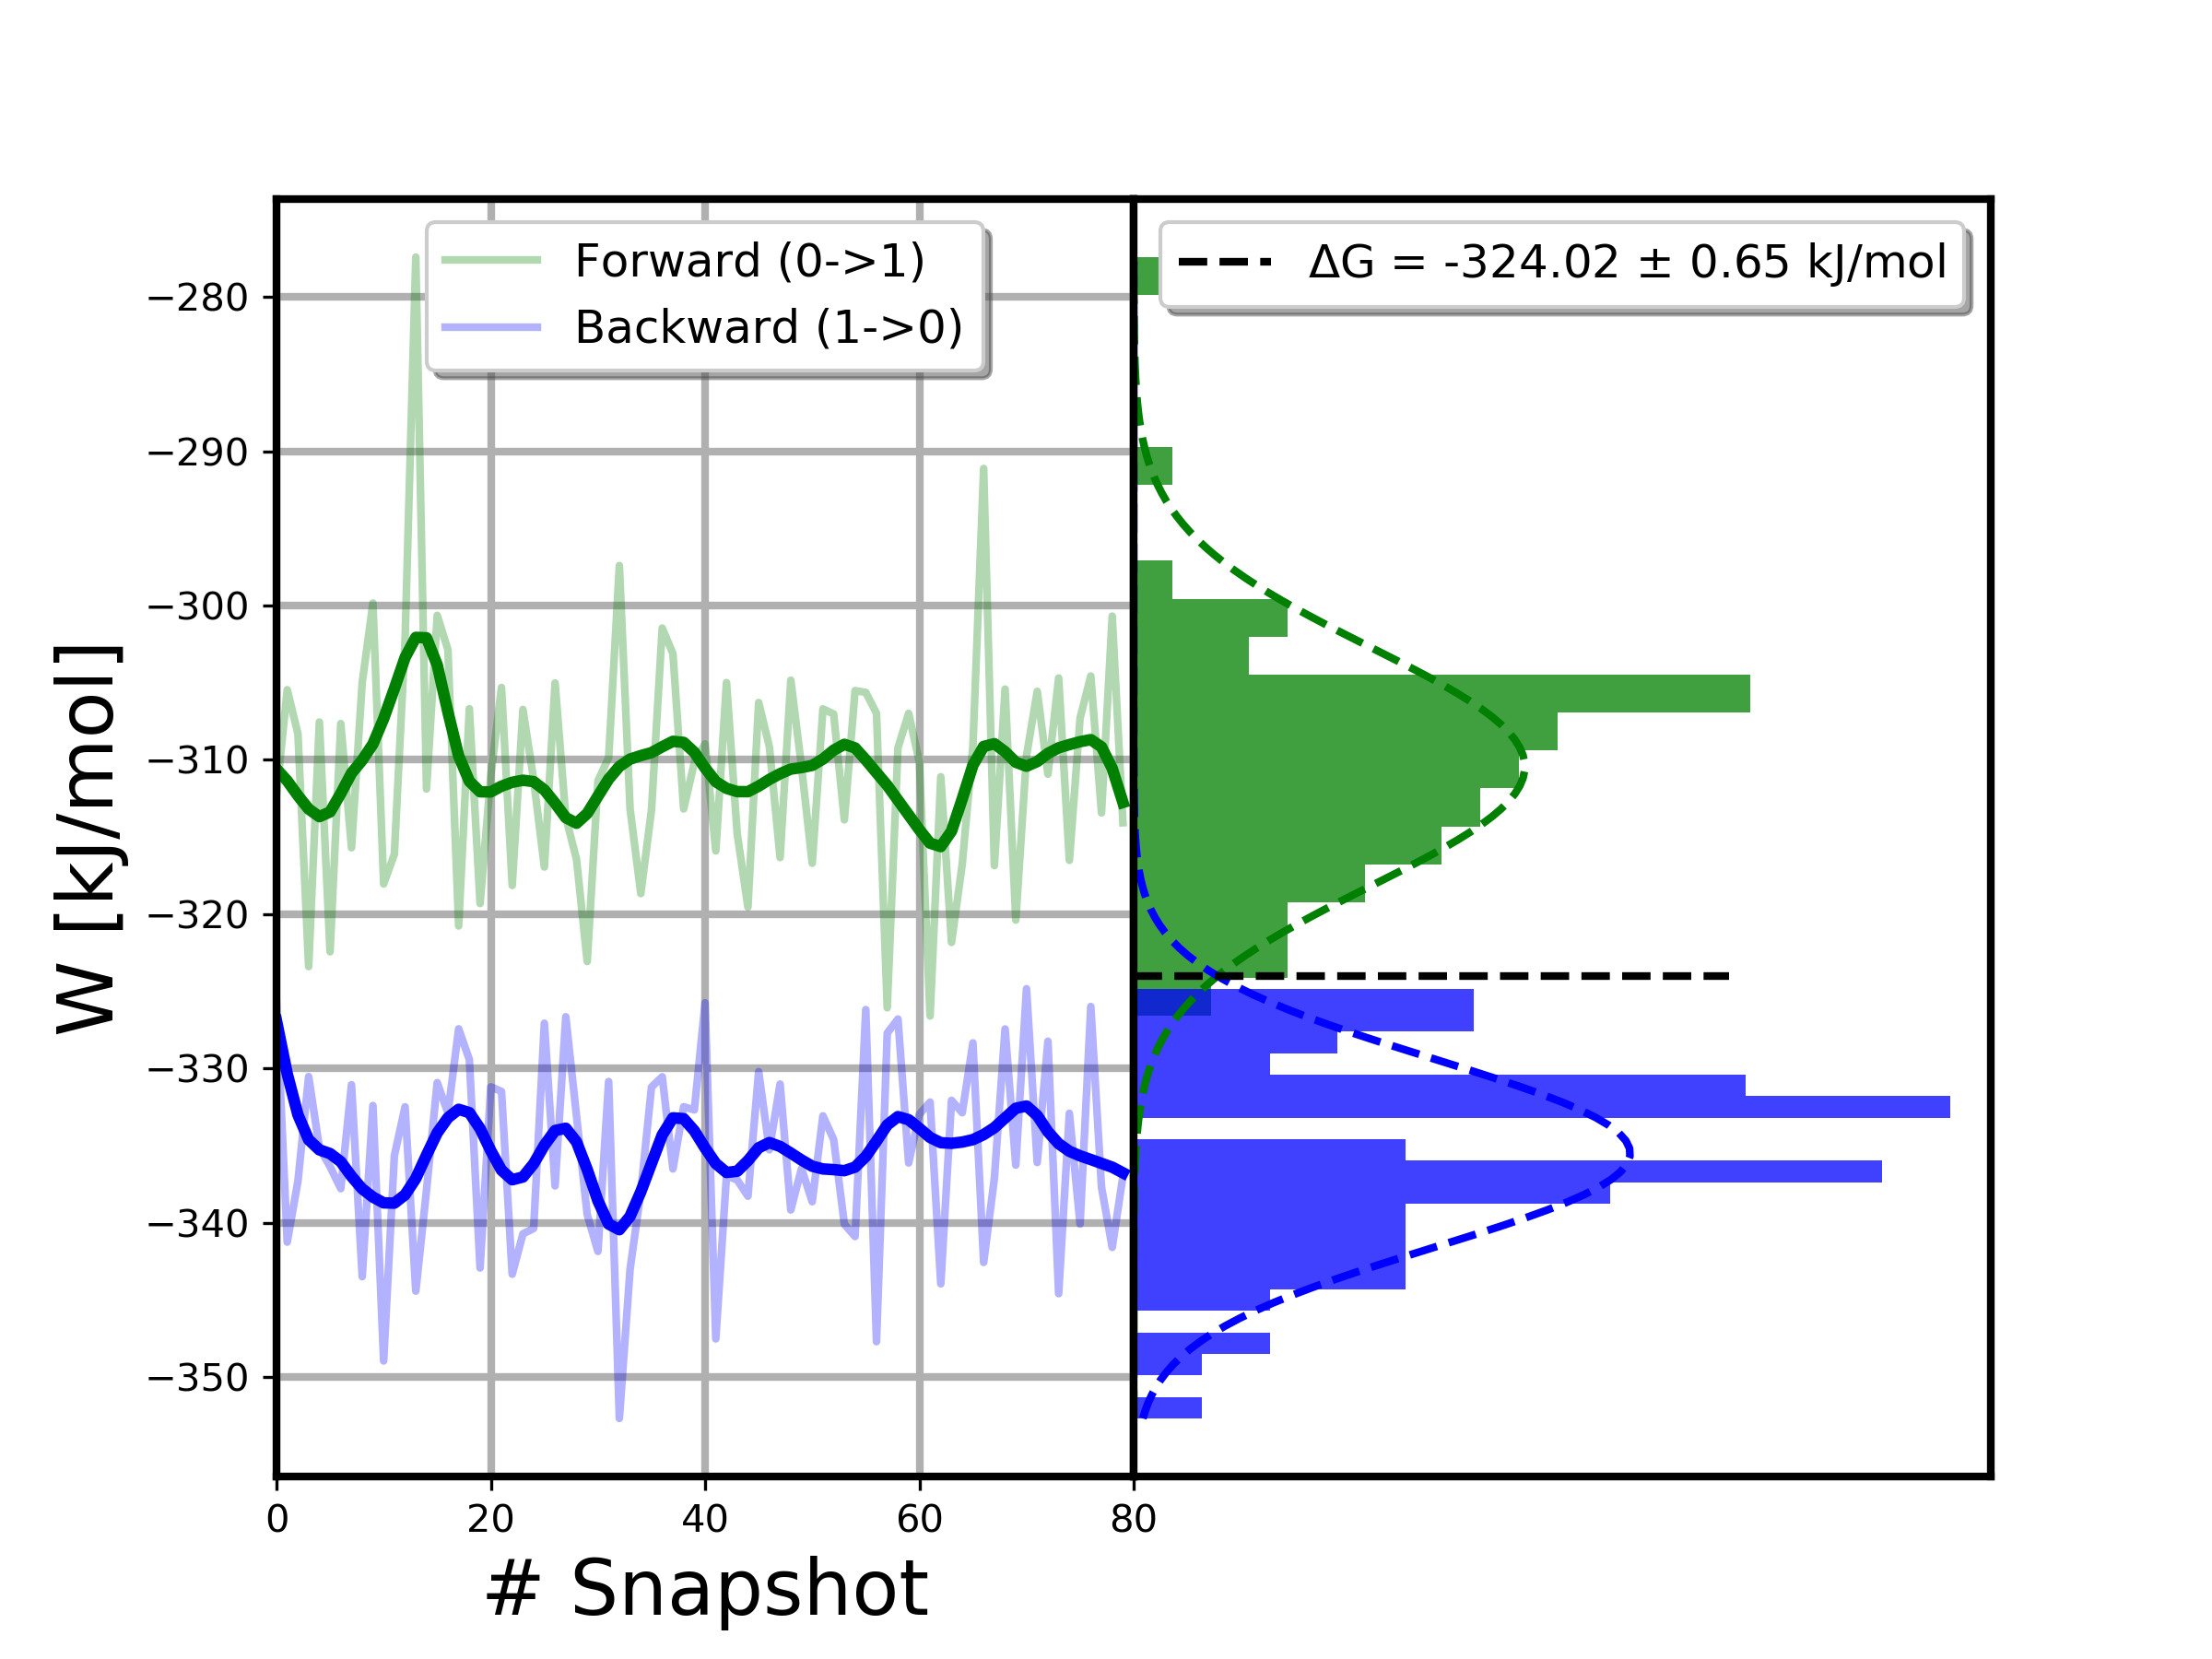 Forward (0->1)
Backward (1->0)
ΔG = -324.02 ± 0.65 kJ/mol
W [kJ/mol]
−280
−290
−300
−310
−320
−330
−340
−350
0 20 40 60 80
# Snapshot